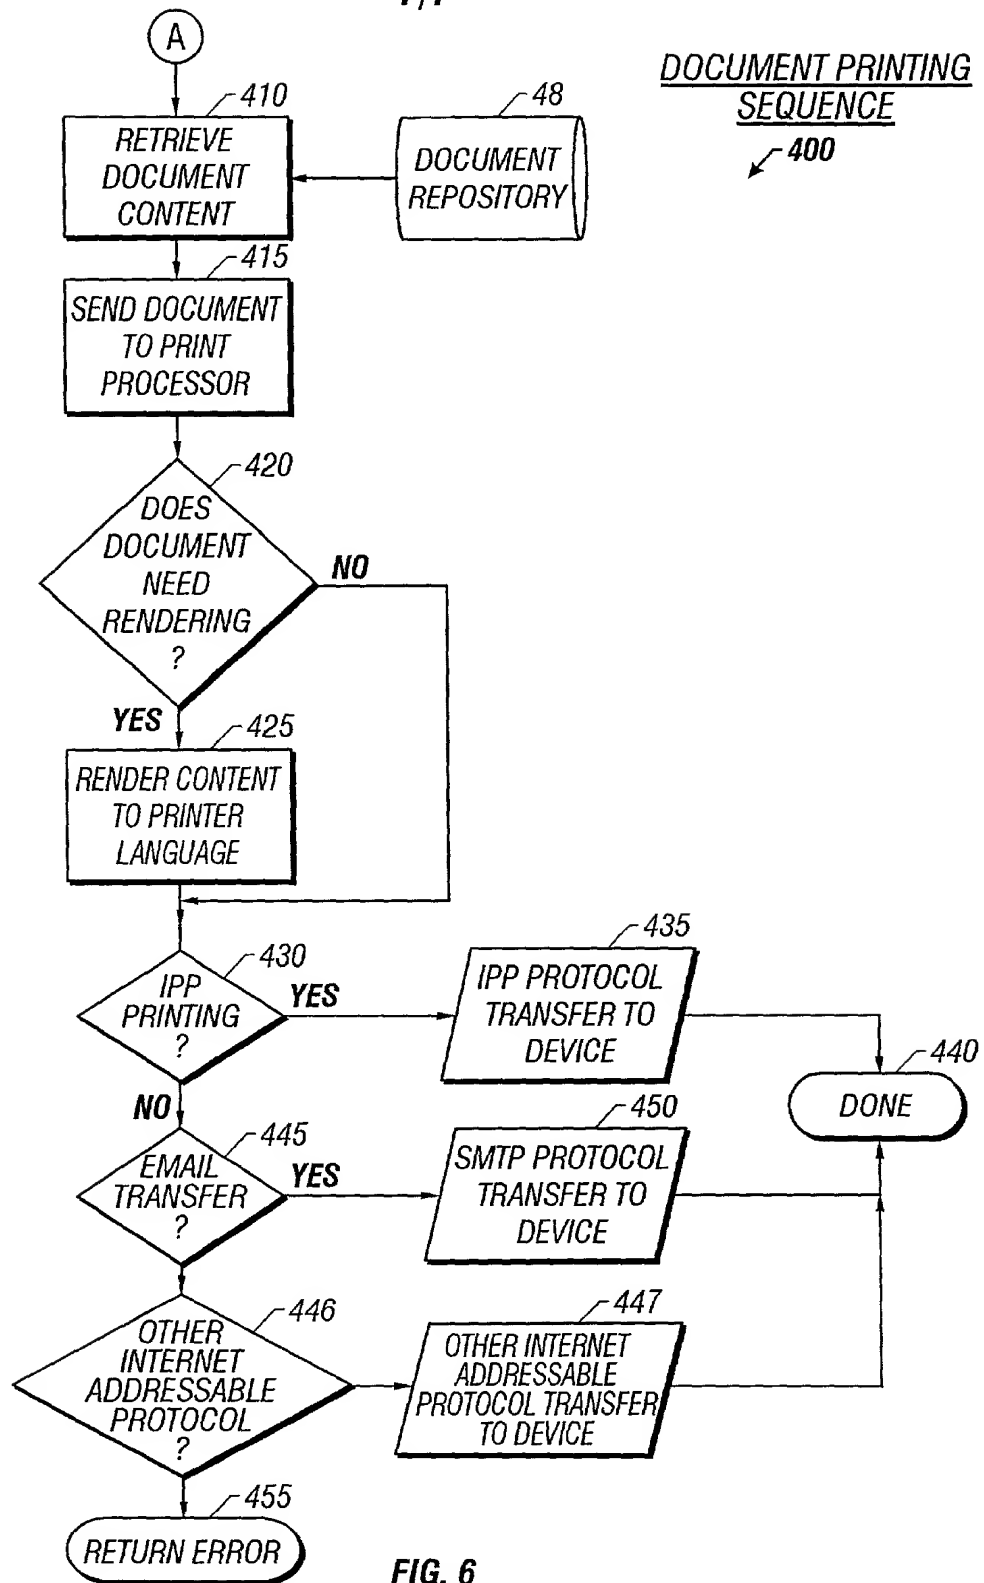 A
DOCUMENT PRINTING
SEQUENCE
400
410
RETRIEVE
DOCUMENT
CONTENT
48
DOCUMENT
REPOSITORY
415
SEND DOCUMENT
TO PRINT
PROCESSOR
420
DOES
DOCUMENT
NEED
RENDERING
?
NO
YES
425
RENDER CONTENT
TO PRINTER
LANGUAGE
430
IPP
PRINTING
?
YES
435
IPP PROTOCOL
TRANSFER TO
DEVICE
440
DONE
NO
445
EMAIL
TRANSFER
?
YES
450
SMTP PROTOCOL
TRANSFER TO
DEVICE
446
OTHER
INTERNET
ADDRESSABLE
PROTOCOL
?
447
OTHER INTERNET
ADDRESSABLE
PROTOCOL TRANSFER
TO DEVICE
455
RETURN ERROR
FIG. 6